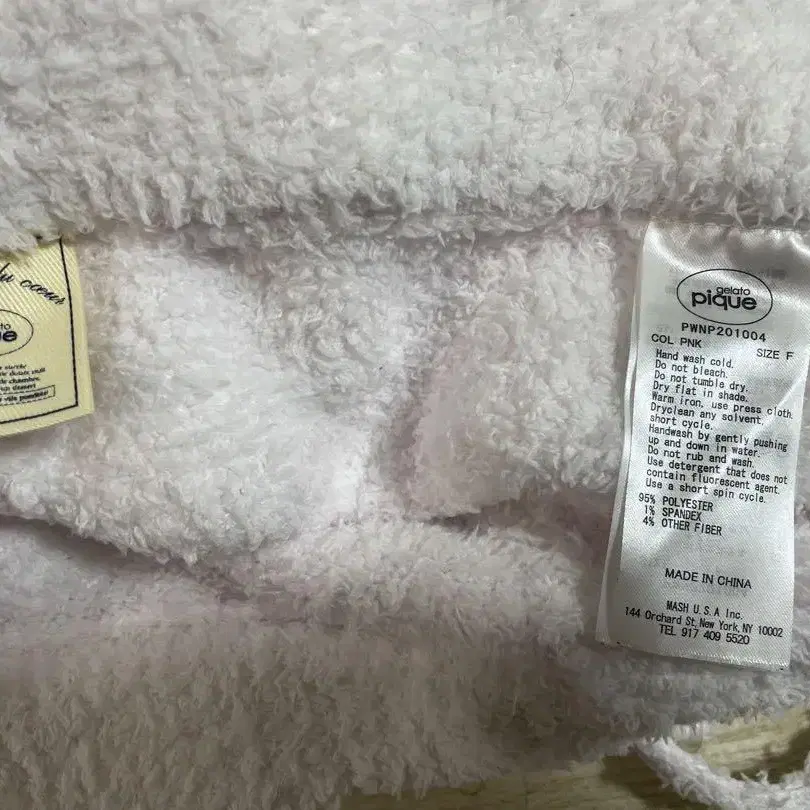 du cœur
gelato
pique
PWNP201004
COL PNK SIZE F
Hand wash cold.
Do not bleach.
Do not tumble dry.
Dry flat in shade.
Warm iron, use press cloth.
Dryclean any solvent,
short cycle.
Handwash by gently pushing
up and down in water.
Do not rub and wash.
Use detergent that does not
contain fluorescent agent.
Use a short spin cycle.
95% POLYESTER
1% SPANDEX
4% OTHER FIBER
MADE IN CHINA
MASH U.S.A Inc.
144 Orchard St, New York, NY 10002
TEL 917 409 5520